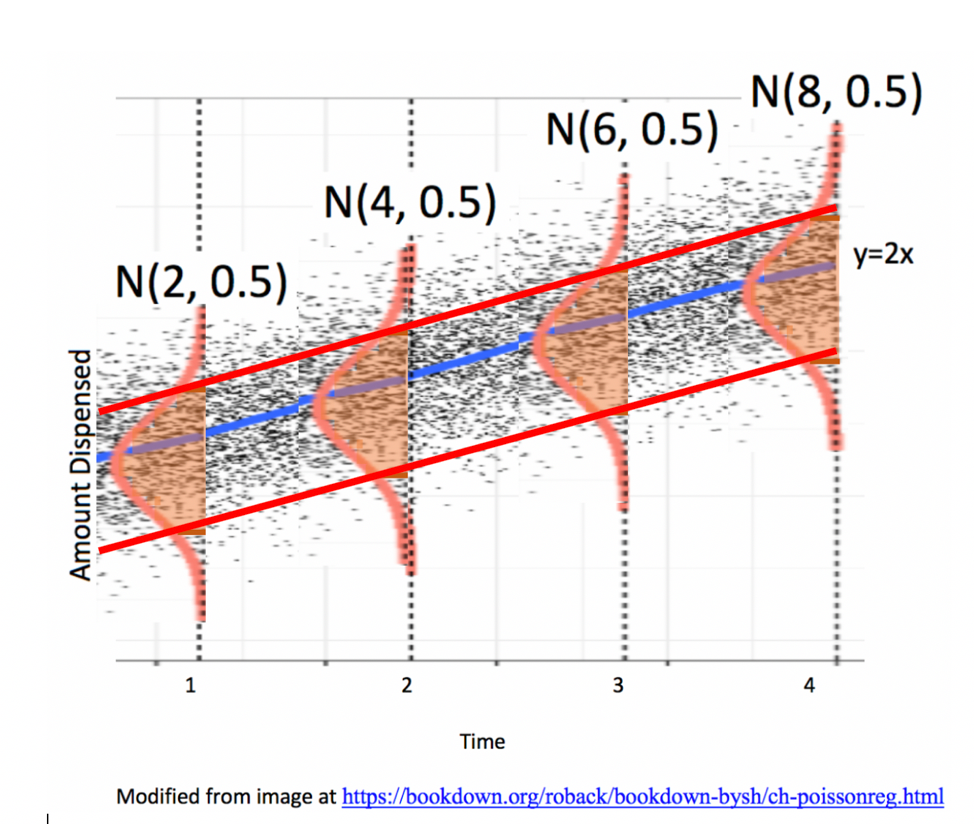 N(8, 0.5)
N(6, 0.5)
N(4, 0.5)
y=2x
N(2, 0.5)
Amount Dispensed
1 2 3 4
Time
Modified from image at https://bookdown.org/roback/bookdown-bysh/ch-poissonreg.html